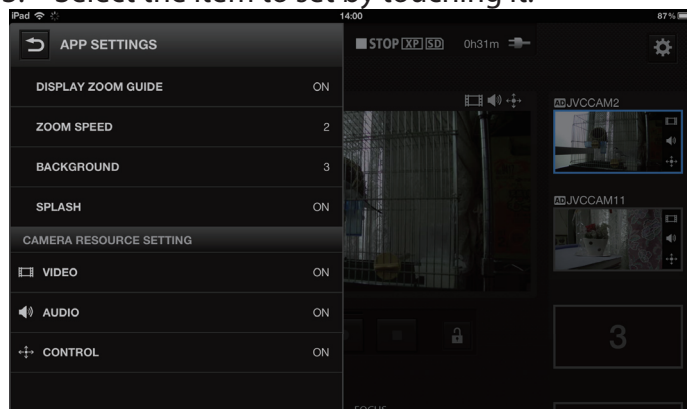 Select the item to set by touching it.
iPad 14:00 87%
APP SETTINGS
STOP XP SD 0h31m
DISPLAY ZOOM GUIDE ON
AD JVCCAM2
ZOOM SPEED 2
BACKGROUND 3
SPLASH ON
AD JVCCAM11
CAMERA RESOURCE SETTING
VIDEO ON
AUDIO ON
3
CONTROL ON
FOCUS